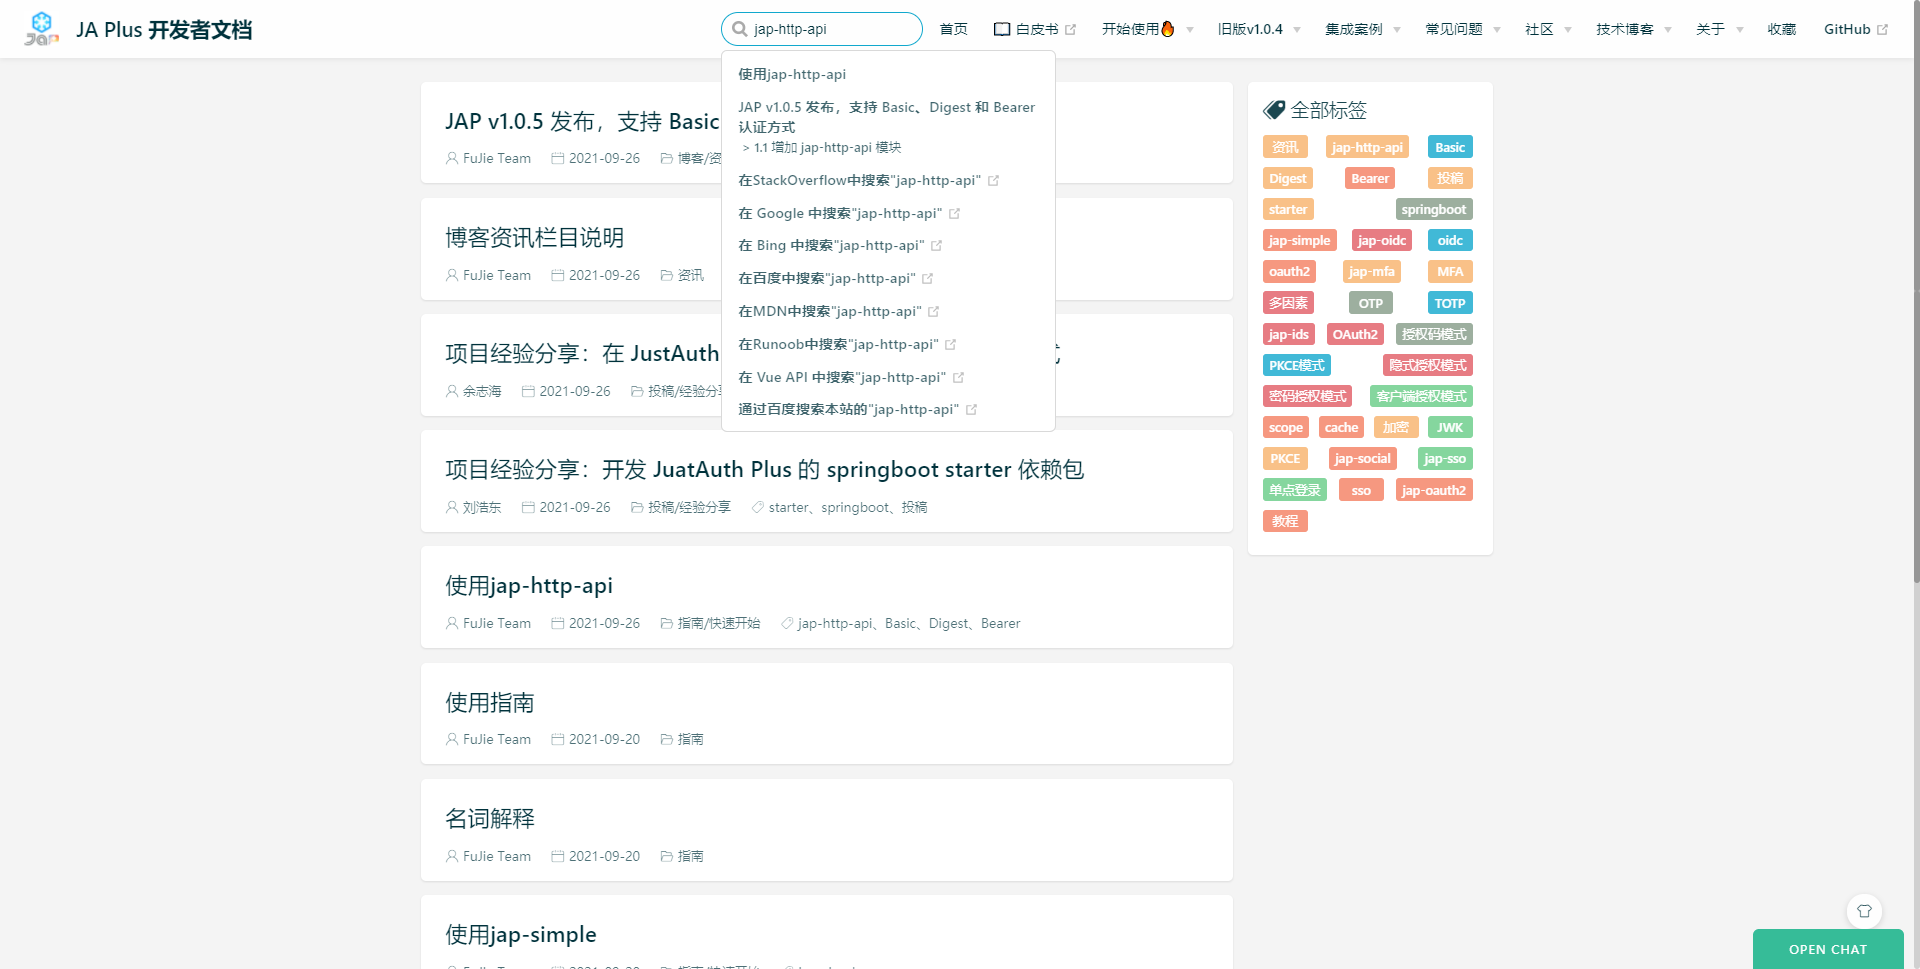 Jap
JA Plus 开发者文档
jap-http-api
首页
白皮书
开始使用🔥
旧版v1.0.4
集成案例
常见问题
社区
技术博客
关于
收藏
GitHub
使用jap-http-api
JAP v1.0.5 发布，支持 Basic、Digest 和 Bearer
认证方式
> 1.1 增加 jap-http-api 模块
在StackOverflow中搜索"jap-http-api"
在 Google 中搜索"jap-http-api"
在 Bing 中搜索"jap-http-api"
在百度中搜索"jap-http-api"
在MDN中搜索"jap-http-api"
在Runoob中搜索"jap-http-api"
在 Vue API 中搜索"jap-http-api"
通过百度搜索本站的"jap-http-api"
JAP v1.0.5 发布，支持 Basic
FuJie Team 2021-09-26 博客/资
博客资讯栏目说明
FuJie Team 2021-09-26 资讯
项目经验分享：在 JustAuth
余志海 2021-09-26 投稿/经验分
项目经验分享：开发 JuatAuth Plus 的 springboot starter 依赖包
刘浩东 2021-09-26 投稿/经验分享 starter、springboot、投稿
使用jap-http-api
FuJie Team 2021-09-26 指南/快速开始 jap-http-api、Basic、Digest、Bearer
使用指南
FuJie Team 2021-09-20 指南
名词解释
FuJie Team 2021-09-20 指南
使用jap-simple
全部标签
资讯 jap-http-api Basic
Digest Bearer 投稿
starter springboot
jap-simple jap-oidc oidc
oauth2 jap-mfa MFA
多因素 OTP TOTP
jap-ids OAuth2 授权码模式
PKCE模式 隐式授权模式
密码授权模式 客户端授权模式
scope cache 加密 JWK
PKCE jap-social jap-sso
单点登录 sso jap-oauth2
教程
OPEN CHAT